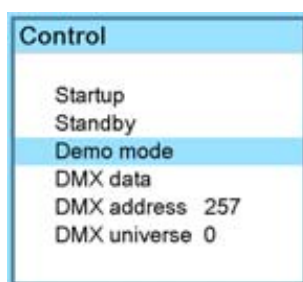 Control
Startup
Standby
Demo mode
DMX data
DMX address 257
DMX universe 0